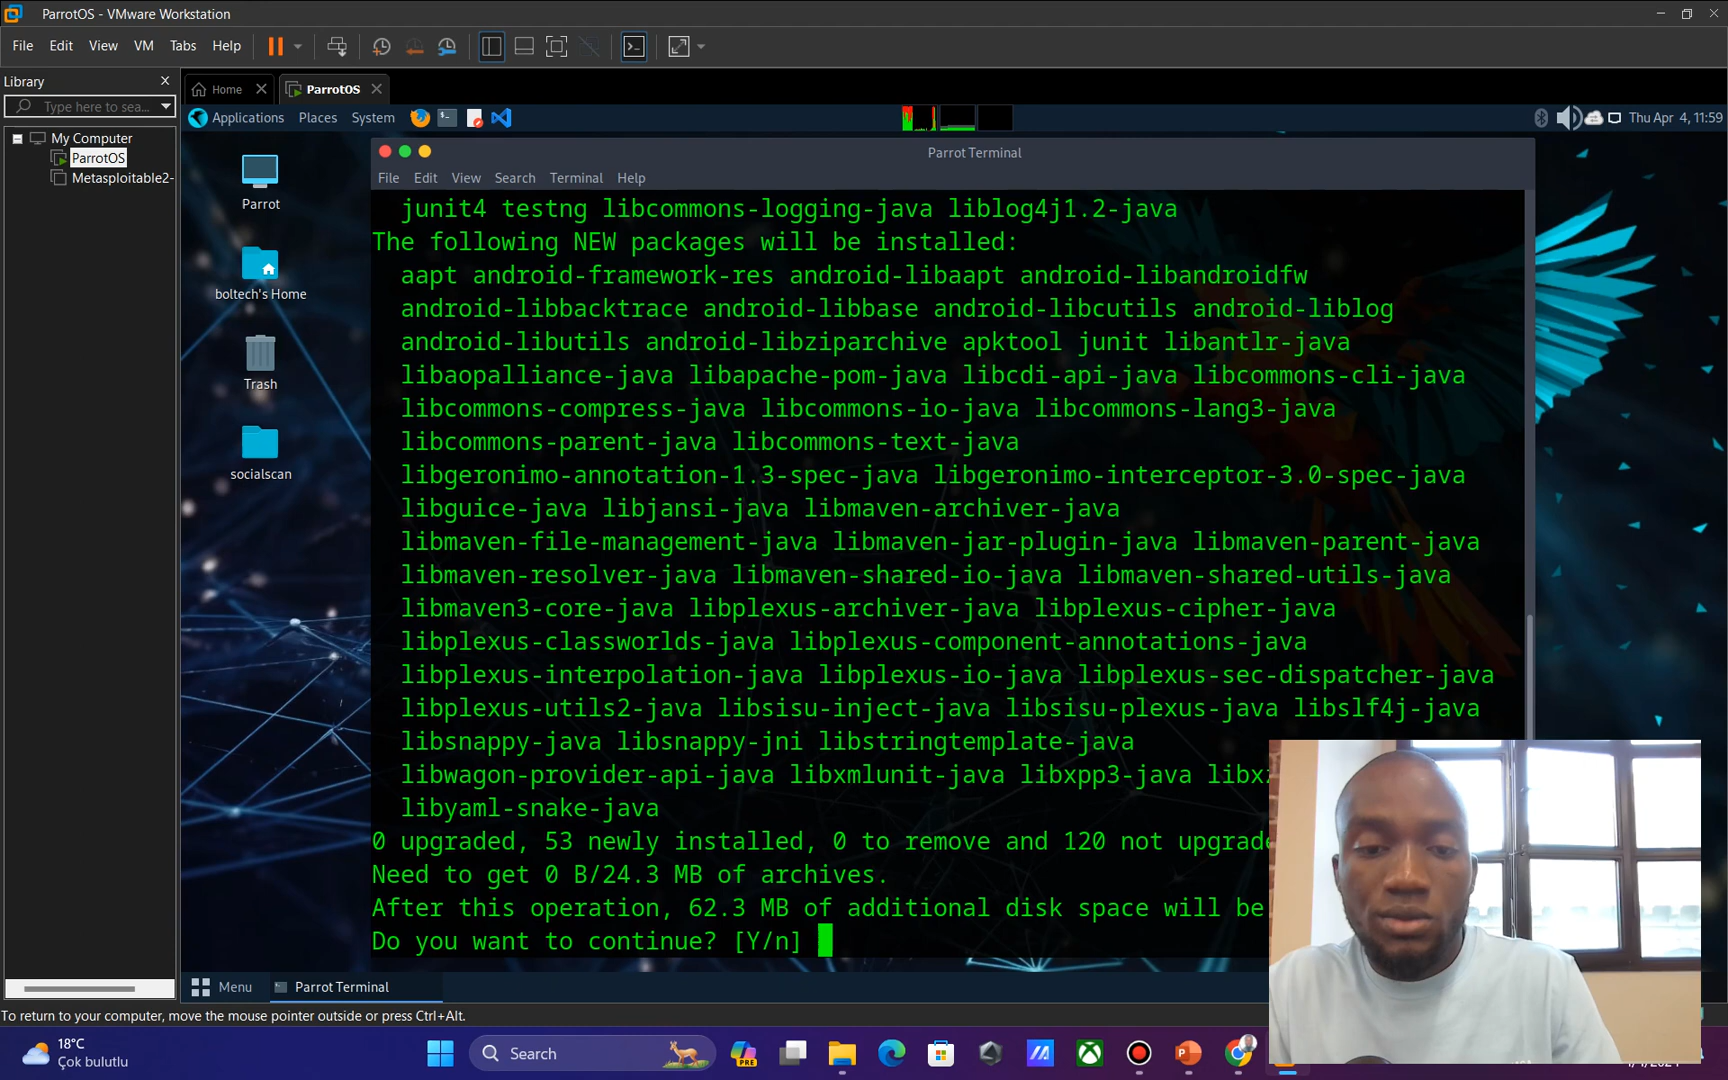 ParrotOS - VMware Workstation
File Edit View VM Tabs Help
Library
Type here to sea...
My Computer
ParrotOS
Metasploitable2-
Home
ParrotOS
Applications Places System
Thu Apr 4, 11:59
Parrot
boltech's Home
Trash
socialscan
Parrot Terminal
File Edit View Search Terminal Help
junit4 testng libcommons-logging-java liblog4j1.2-java
The following NEW packages will be installed:
aapt android-framework-res android-libaapt android-libandroidfw
android-libbacktrace android-libbase android-libcutils android-liblog
android-libutils android-libziparchive apktool junit libantlr-java
libaopalliance-java libapache-pom-java libcdi-api-java libcommons-cli-java
libcommons-compress-java libcommons-io-java libcommons-lang3-java
libcommons-parent-java libcommons-text-java
libgeronimo-annotation-1.3-spec-java libgeronimo-interceptor-3.0-spec-java
libguice-java libjansi-java libmaven-archiver-java
libmaven-file-management-java libmaven-jar-plugin-java libmaven-parent-java
libmaven-resolver-java libmaven-shared-io-java libmaven-shared-utils-java
libmaven3-core-java libplexus-archiver-java libplexus-cipher-java
libplexus-classworlds-java libplexus-component-annotations-java
libplexus-interpolation-java libplexus-io-java libplexus-sec-dispatcher-java
libplexus-utils2-java libsisu-inject-java libsisu-plexus-java libslf4j-java
libsnappy-java libsnappy-jni libstringtemplate-java
libwagon-provider-api-java libxmlunit-java libxpp3-java
libyaml-snake-java
0 upgraded, 53 newly installed, 0 to remove and 120 not upgrade
Need to get 0 B/24.3 MB of archives.
After this operation, 62.3 MB of additional disk space will be
Do you want to continue? [Y/n]
Menu
Parrot Terminal
To return to your computer, move the mouse pointer outside or press Ctrl+Alt.
18°C
Çok bulutlu
Search
PRE